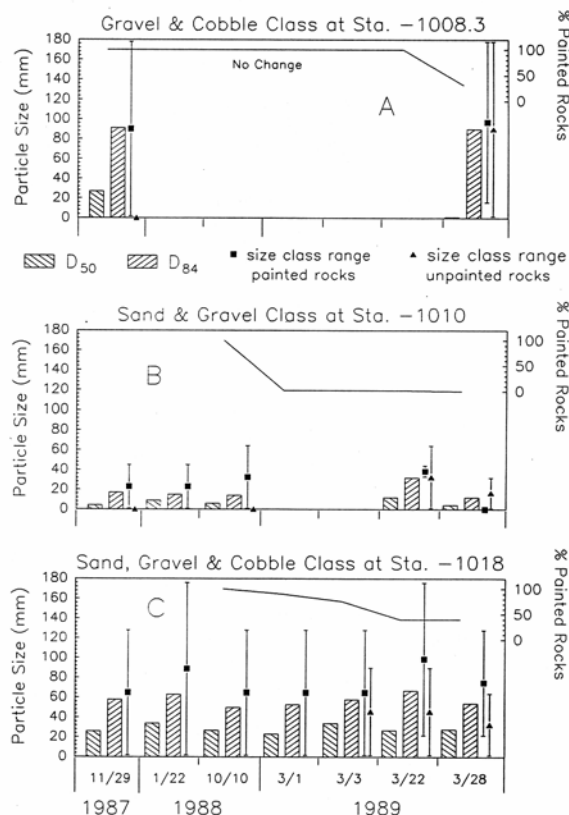 Gravel & Cobble Class at Sta. -1008.3
180
160
140
120
100
80
60
40
20
0
Particle Size (mm)
No Change
A
100
50
0
% Painted Rocks
D50
D84
size class range
painted rocks
size class range
unpainted rocks
Sand & Gravel Class at Sta. -1010
180
160
140
120
100
80
60
40
20
0
Particle Size (mm)
B
100
50
0
% Painted Rocks
Sand, Gravel & Cobble Class at Sta. -1018
180
160
140
120
100
80
60
40
20
0
Particle Size (mm)
C
100
50
0
% Painted Rocks
11/29 1/22 10/10 3/1 3/3 3/22 3/28
1987 1988 1989